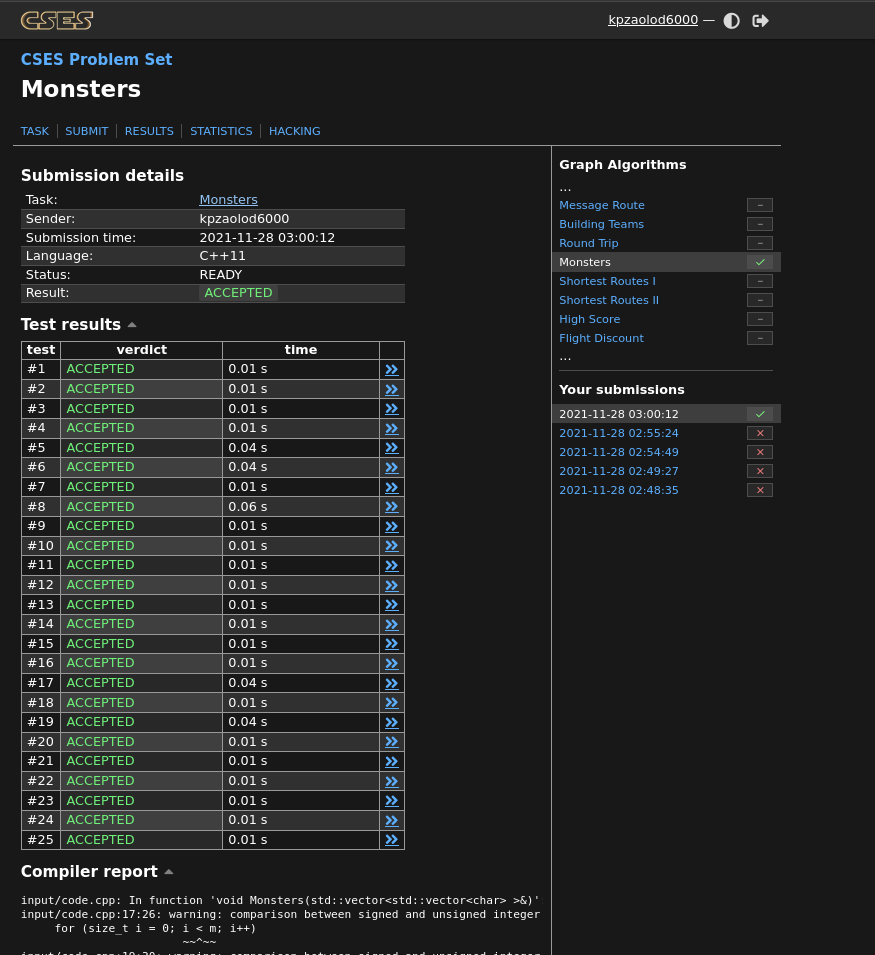 CSES
kpzaolod6000 —
CSES Problem Set
Monsters
TASK SUBMIT RESULTS STATISTICS HACKING
Submission details
Task: Monsters
Sender: kpzaolod6000
Submission time: 2021-11-28 03:00:12
Language: C++11
Status: READY
Result: ACCEPTED
Test results
test verdict time
#1 ACCEPTED 0.01 s »
#2 ACCEPTED 0.01 s »
#3 ACCEPTED 0.01 s »
#4 ACCEPTED 0.01 s »
#5 ACCEPTED 0.04 s »
#6 ACCEPTED 0.04 s »
#7 ACCEPTED 0.01 s »
#8 ACCEPTED 0.06 s »
#9 ACCEPTED 0.01 s »
#10 ACCEPTED 0.01 s »
#11 ACCEPTED 0.01 s »
#12 ACCEPTED 0.01 s »
#13 ACCEPTED 0.01 s »
#14 ACCEPTED 0.01 s »
#15 ACCEPTED 0.01 s »
#16 ACCEPTED 0.01 s »
#17 ACCEPTED 0.04 s »
#18 ACCEPTED 0.01 s »
#19 ACCEPTED 0.04 s »
#20 ACCEPTED 0.01 s »
#21 ACCEPTED 0.01 s »
#22 ACCEPTED 0.01 s »
#23 ACCEPTED 0.01 s »
#24 ACCEPTED 0.01 s »
#25 ACCEPTED 0.01 s »
Compiler report
input/code.cpp: In function 'void Monsters(std::vector<std::vector<char> >&)'
input/code.cpp:17:26: warning: comparison between signed and unsigned integer
for (size_t i = 0; i < m; i++)
~~^~~
Graph Algorithms
...
Message Route –
Building Teams –
Round Trip –
Monsters ✓
Shortest Routes I –
Shortest Routes II –
High Score –
Flight Discount –
...
Your submissions
2021-11-28 03:00:12 ✓
2021-11-28 02:55:24 ✕
2021-11-28 02:54:49 ✕
2021-11-28 02:49:27 ✕
2021-11-28 02:48:35 ✕